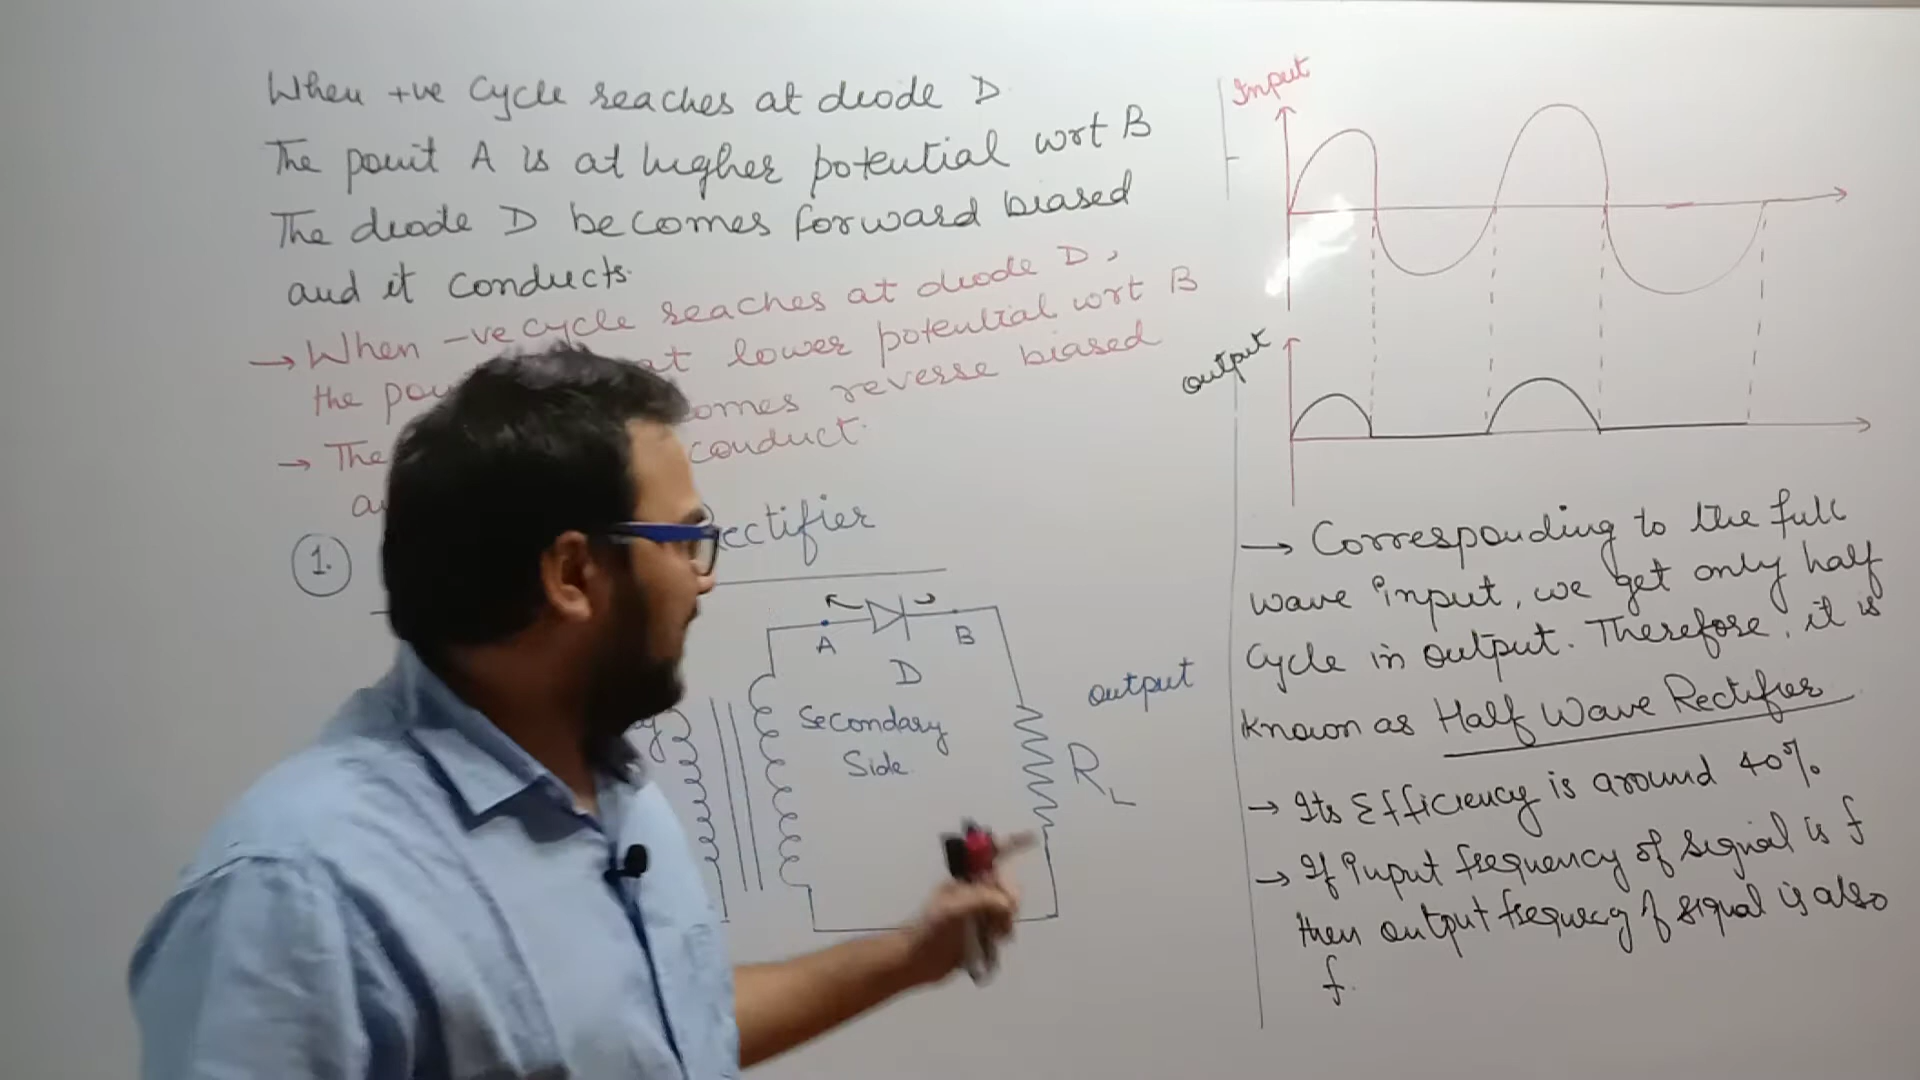 When +ve Cycle reaches at diode D
The point A is at higher potential wrt B
The diode D becomes forward biased
and it conducts.
→ When -ve cycle reaches at diode D,
the at lower potential wrt B
→ The reverse biased
conduct.
1.
A
B
D
Secondary
Side
output
RL
Input
output
→ Corresponding to the full
wave input, we get only half
cycle in output. Therefore, it is
known as Half Wave Rectifier
→ Its Efficiency is around 40%.
→ If input frequency of signal is f
then output frequency of signal is also
f.